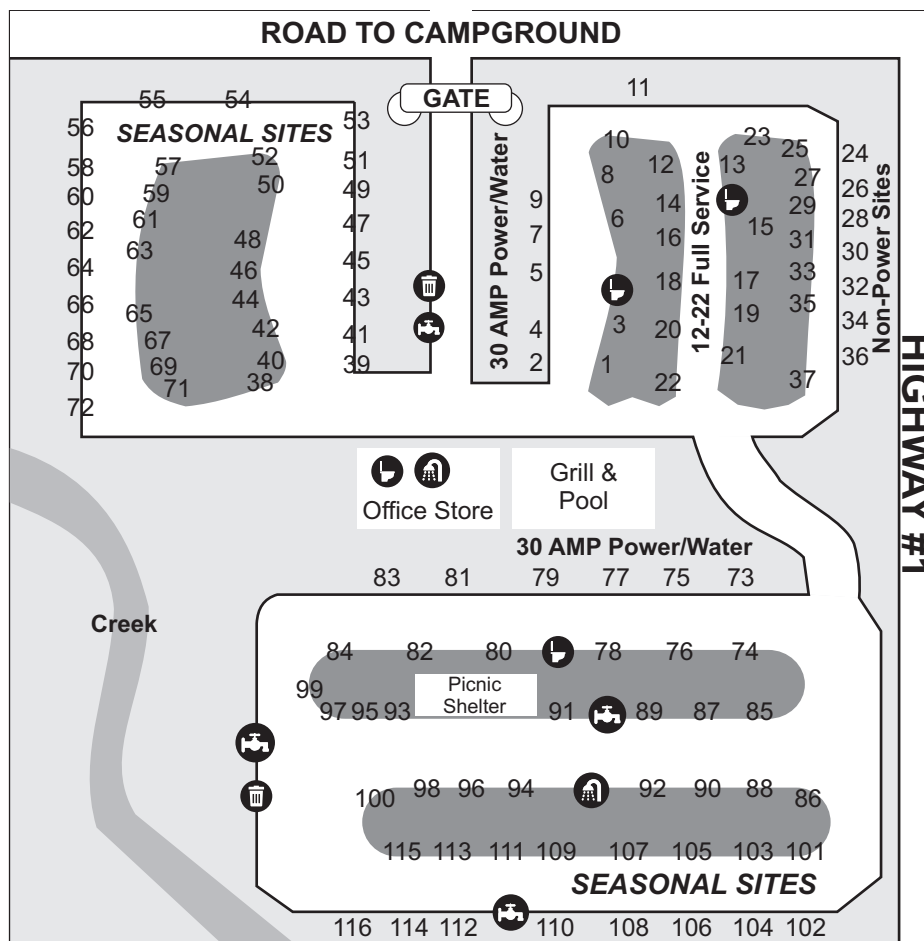 ROAD TO CAMPGROUND
GATE
11
55 54
56 SEASONAL SITES 53
58 57 52 51
60 59 50 49
62 61 47
63 48 45
64 46
66 65 44 43
68 67 42 41
70 69 40 39
71 38
72
30 AMP Power/Water
9
7
5
4
2
10
8
6
3
1
12
14
16
18
20
22
12-22 Full Service
23
13
15
17
19
21
25
27
29
31
33
35
37
24
26
28
30
32
34
36
Non-Power Sites
HIGHWAY #1
Office Store
Grill &
Pool
30 AMP Power/Water
83 81 79 77 75 73
Creek
84 82 80 78 76 74
99
Picnic
Shelter
97 95 93 91 89 87 85
100 98 96 94 92 90 88 86
115 113 111 109 107 105 103 101
SEASONAL SITES
116 114 112 110 108 106 104 102